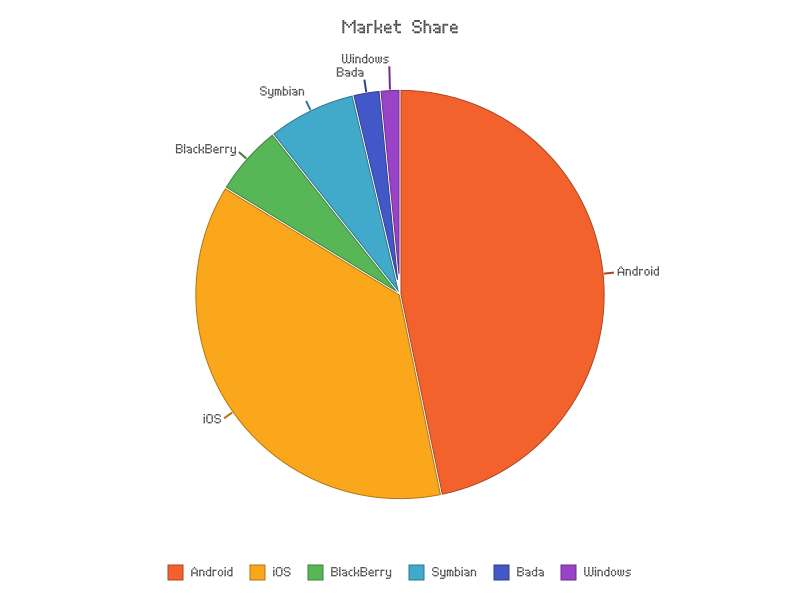 Market Share
Windows
Bada
Symbian
BlackBerry
Android
iOS
Android iOS BlackBerry Symbian Bada Windows